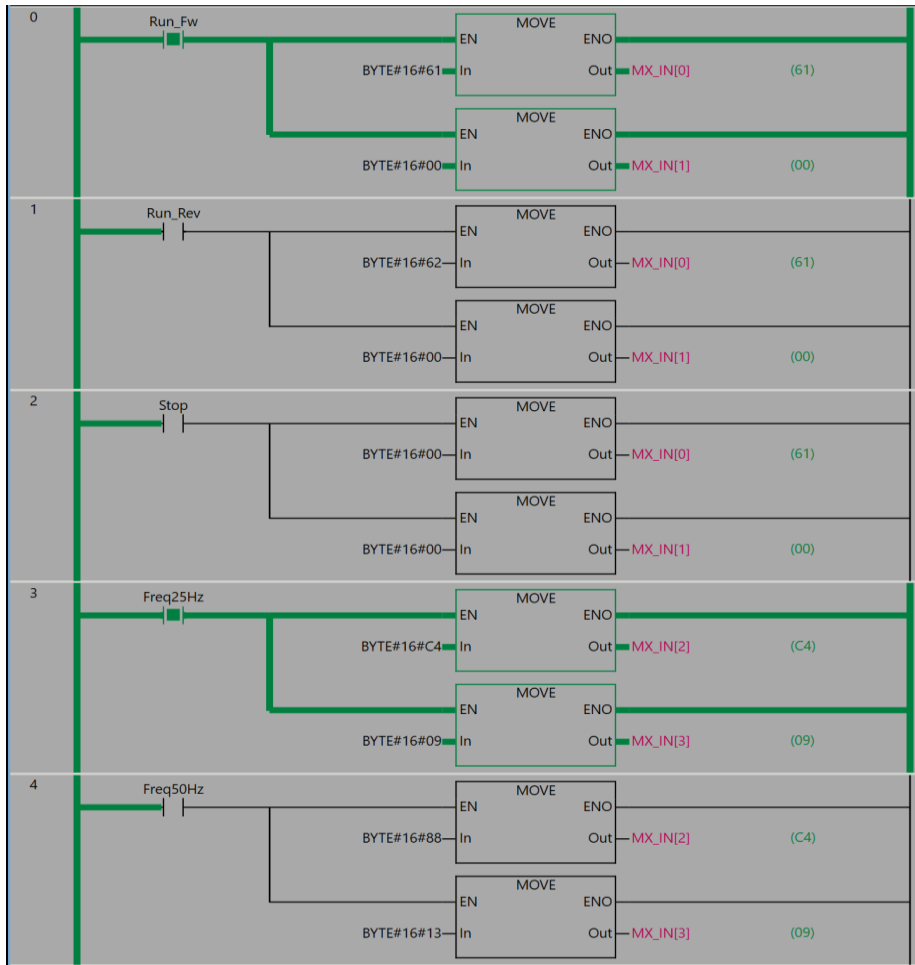 0
Run_Fw
MOVE
EN ENO
BYTE#16#61 In Out MX_IN[0] (61)
MOVE
EN ENO
BYTE#16#00 In Out MX_IN[1] (00)
1
Run_Rev
MOVE
EN ENO
BYTE#16#62 In Out MX_IN[0] (61)
MOVE
EN ENO
BYTE#16#00 In Out MX_IN[1] (00)
2
Stop
MOVE
EN ENO
BYTE#16#00 In Out MX_IN[0] (61)
MOVE
EN ENO
BYTE#16#00 In Out MX_IN[1] (00)
3
Freq25Hz
MOVE
EN ENO
BYTE#16#C4 In Out MX_IN[2] (C4)
MOVE
EN ENO
BYTE#16#09 In Out MX_IN[3] (09)
4
Freq50Hz
MOVE
EN ENO
BYTE#16#88 In Out MX_IN[2] (C4)
MOVE
EN ENO
BYTE#16#13 In Out MX_IN[3] (09)